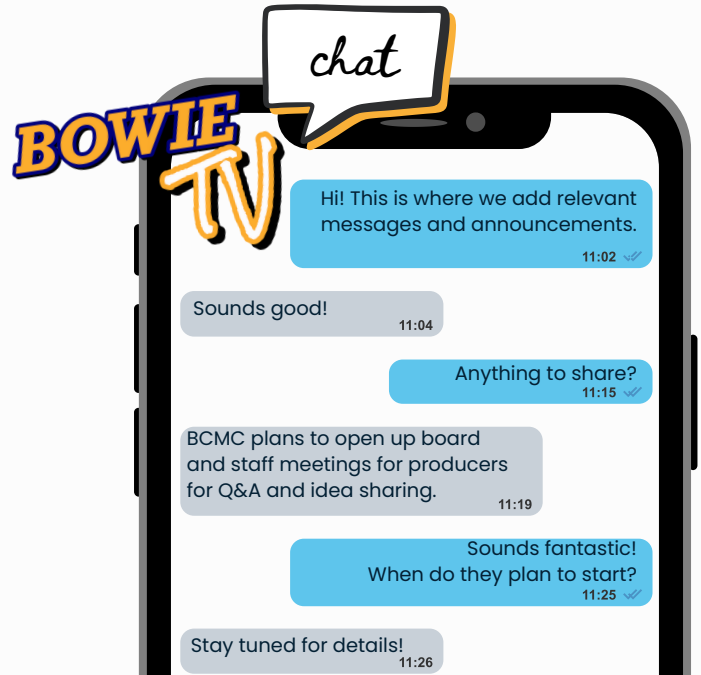 chat
BOWIE
TV
Hi! This is where we add relevant
messages and announcements.
11:02
Sounds good!
11:04
Anything to share?
11:15
BCMC plans to open up board
and staff meetings for producers
for Q&A and idea sharing.
11:19
Sounds fantastic!
When do they plan to start?
11:25
Stay tuned for details!
11:26